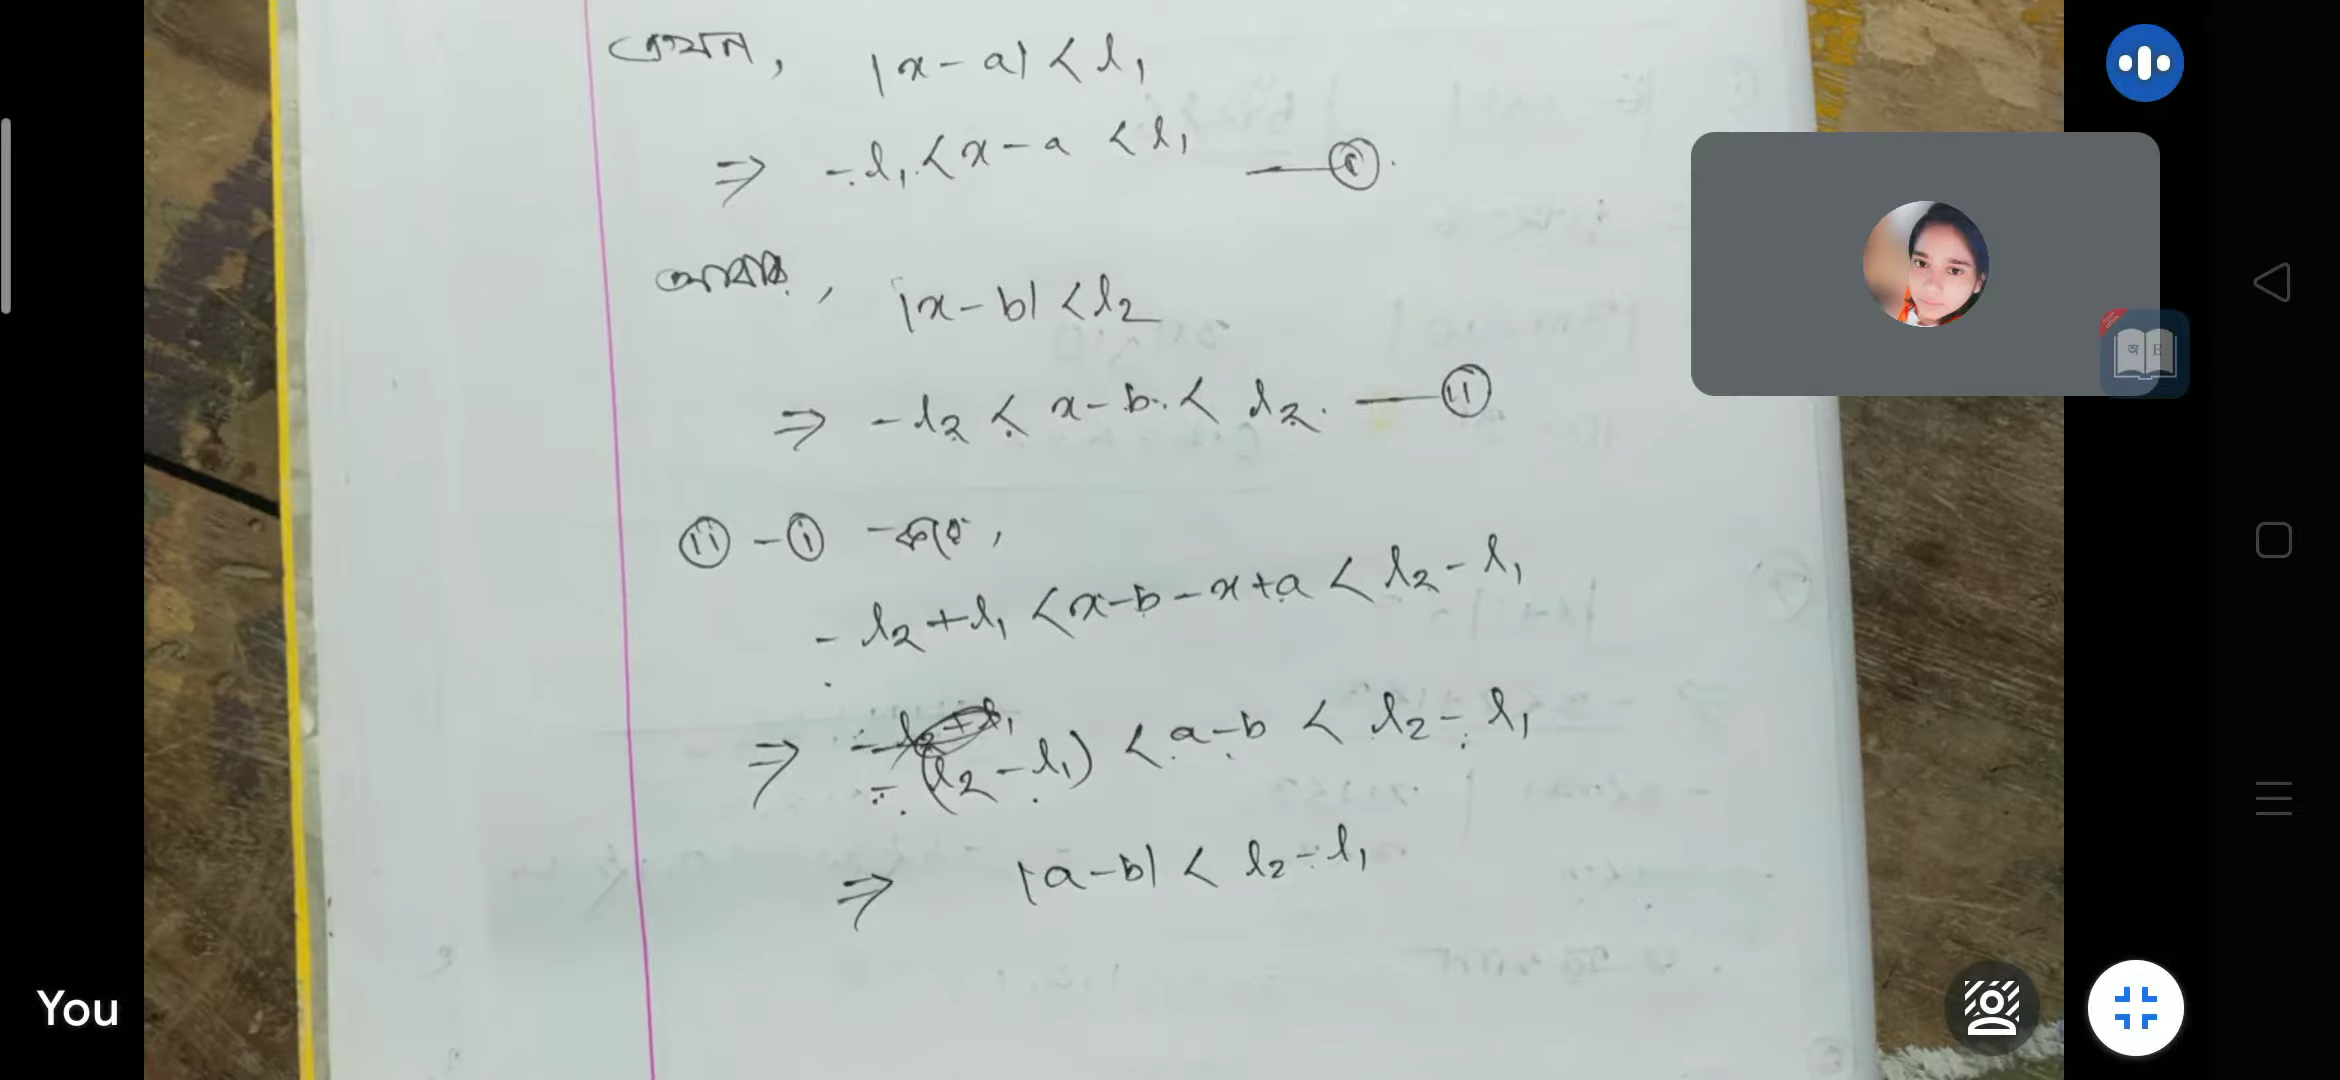 এখন, |x-a| < l₁
⇒ -l₁ < x-a < l₁ —(i).
আবার, |x-b| < l₂
⇒ -l₂ < x-b < l₂. —(ii)
(ii) - (i) করে,
-l₂+l₁ < x-b-x+a < l₂-l₁
⇒ -(l₂-l₁) < a-b < l₂-l₁
⇒ |a-b| < l₂-l₁
You